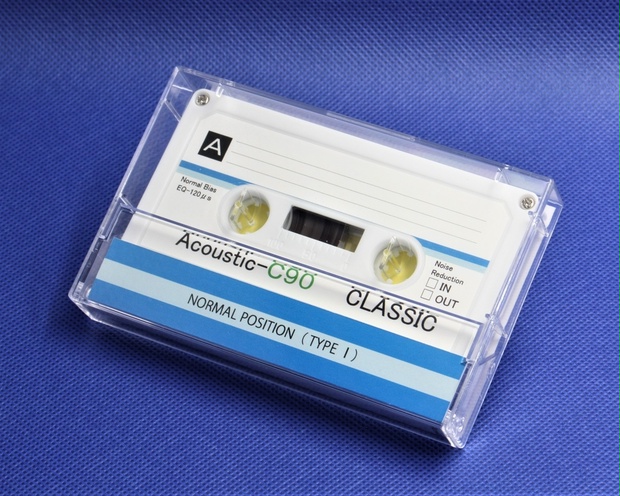 A
Normal Bias
EQ-120μs
Acoustic-C90 CLASSIC
Noise
Reduction
IN
OUT
NORMAL POSITION (TYPE I)